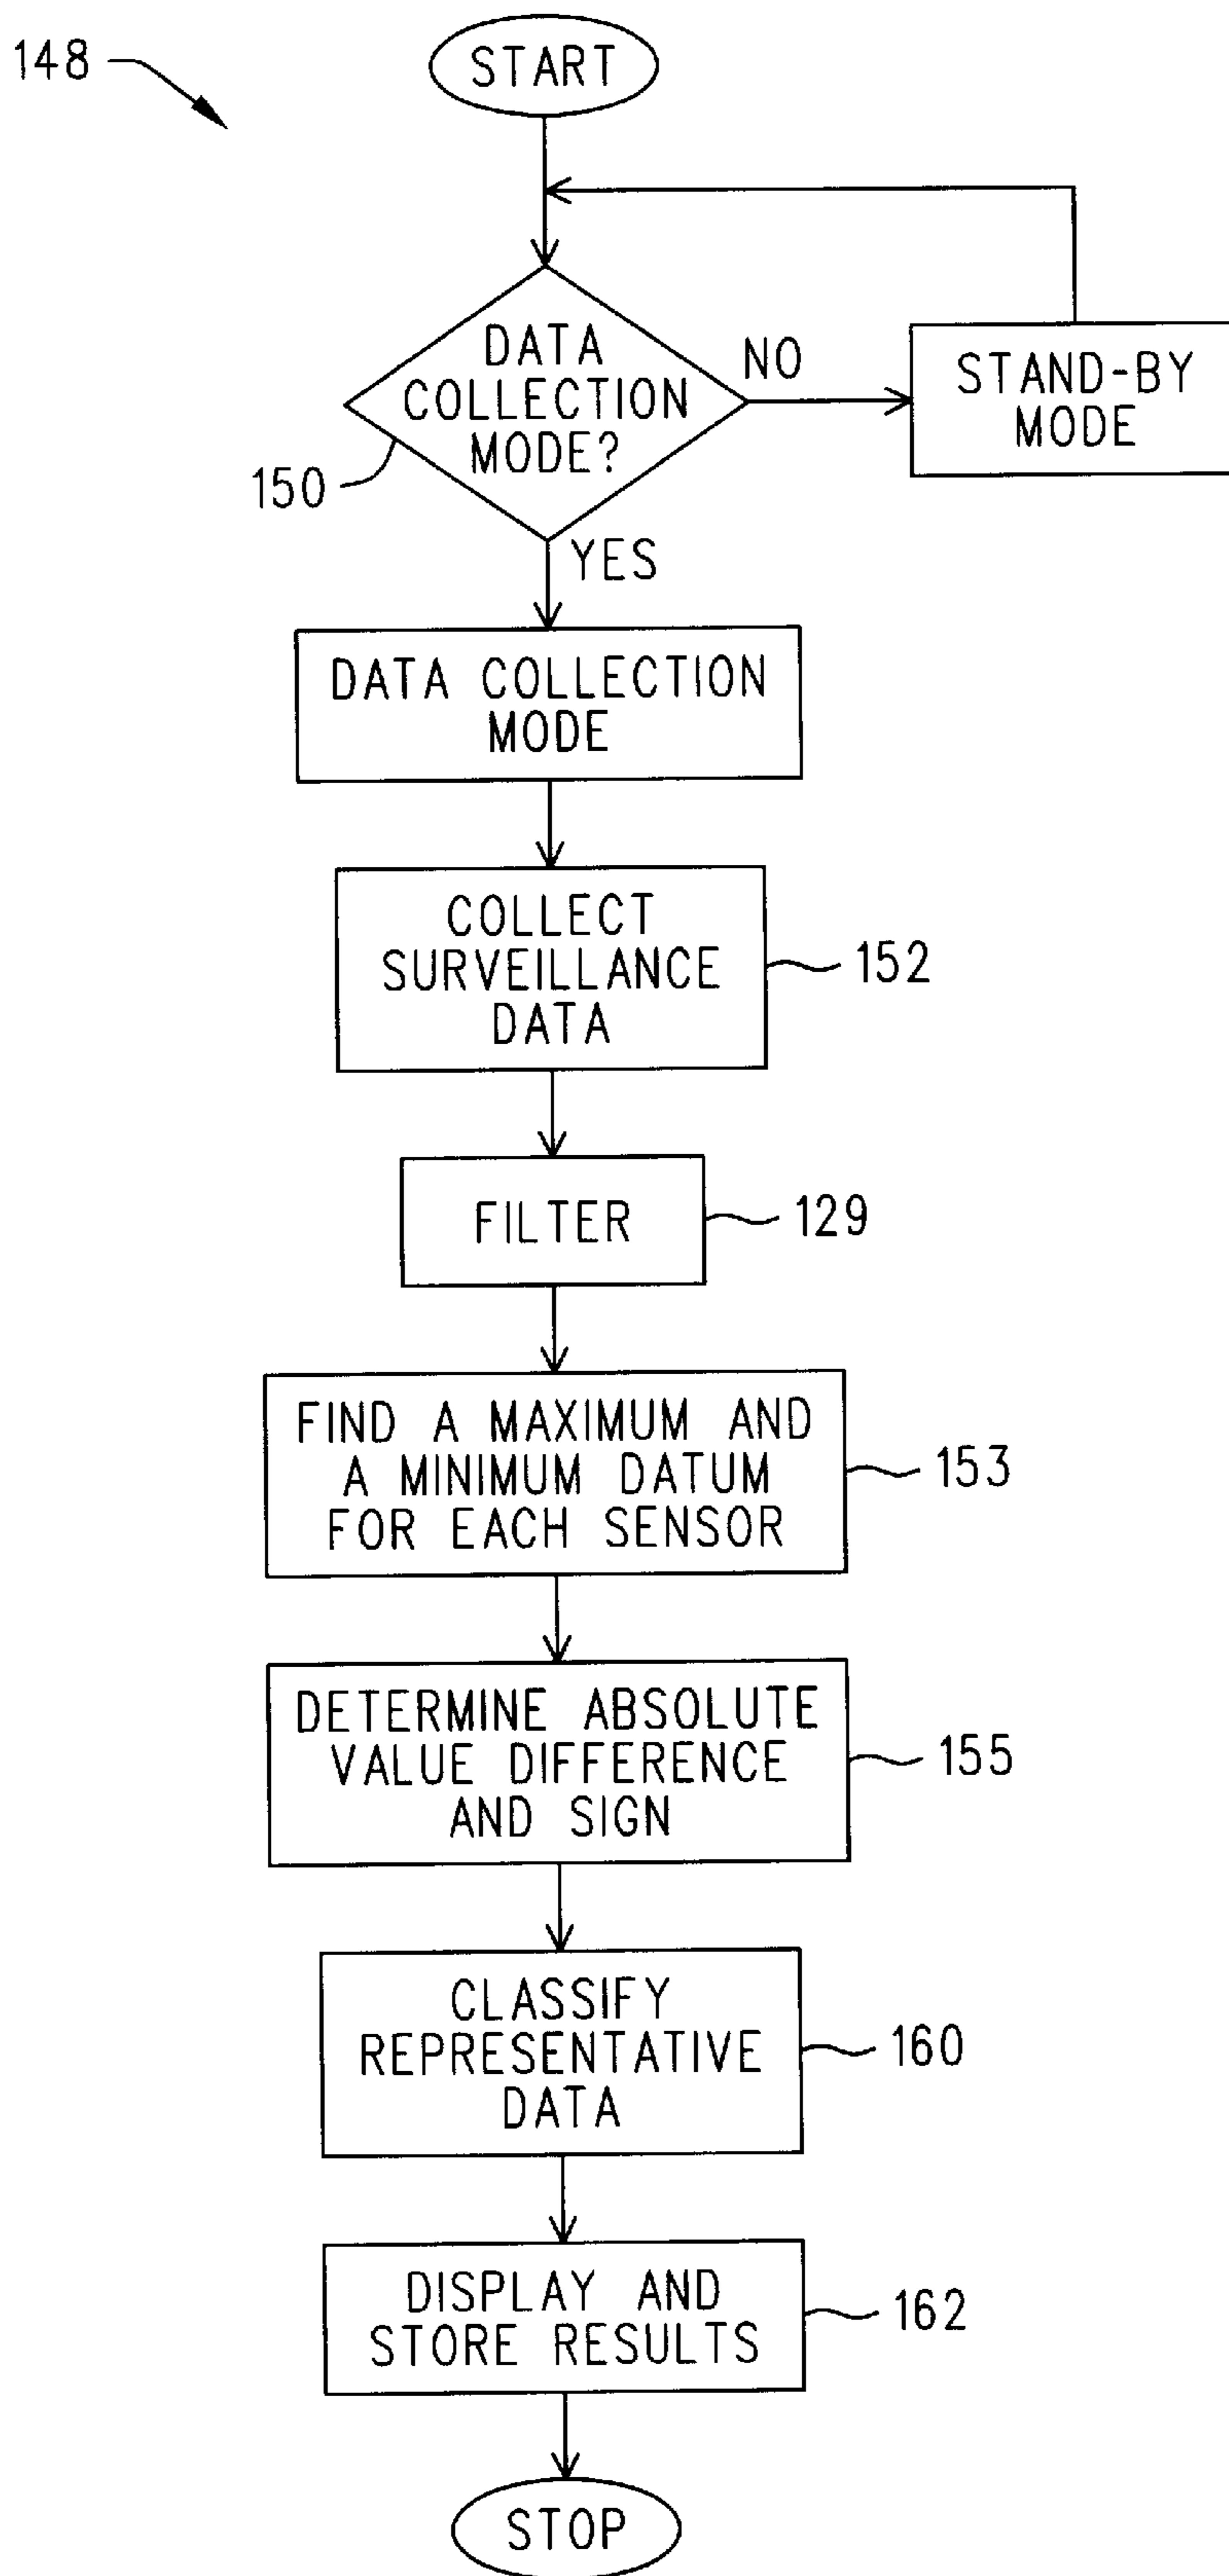 148
START
DATA
COLLECTION
MODE?
NO
STAND-BY
MODE
150
YES
DATA COLLECTION
MODE
COLLECT
SURVEILLANCE
DATA
152
FILTER
129
FIND A MAXIMUM AND
A MINIMUM DATUM
FOR EACH SENSOR
153
DETERMINE ABSOLUTE
VALUE DIFFERENCE
AND SIGN
155
CLASSIFY
REPRESENTATIVE
DATA
160
DISPLAY AND
STORE RESULTS
162
STOP